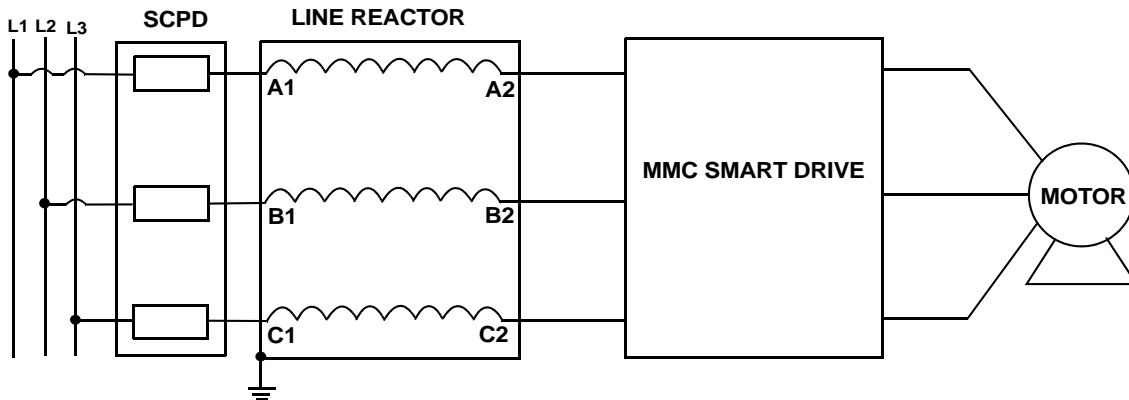 SCPD
LINE REACTOR
L1 L2 L3
A1 A2
MMC SMART DRIVE
MOTOR
B1 B2
C1 C2